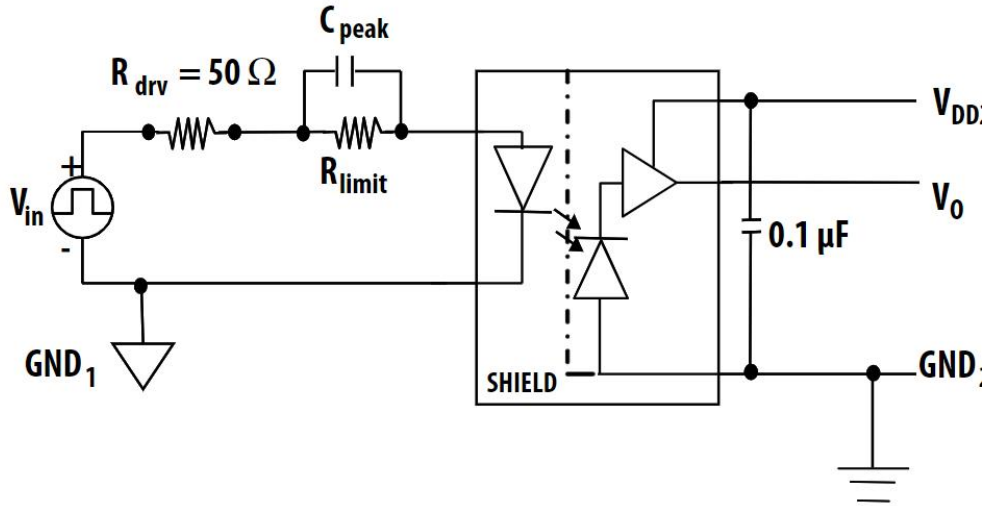 C peak
R drv = 50 Ω
R limit
+
V in
-
GND 1
SHIELD
V DD2
V O
0.1 µF
GND 2